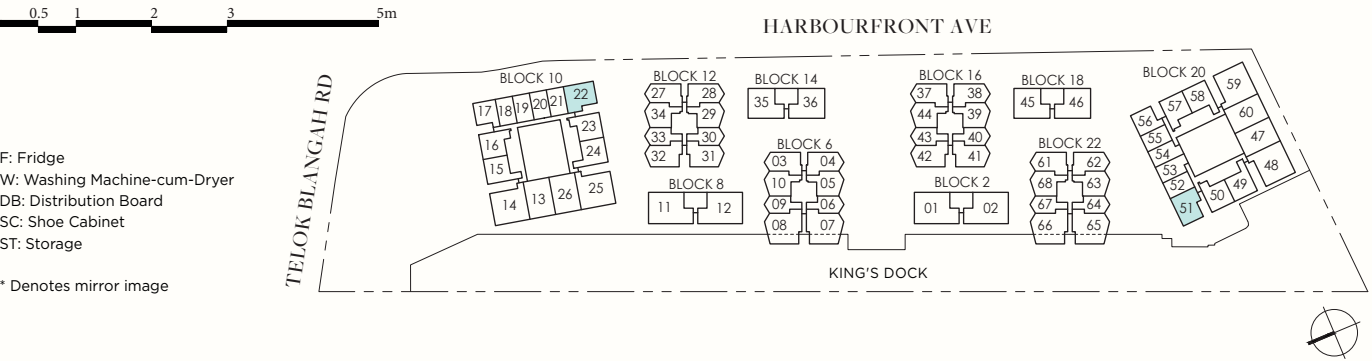 0.5 1 2 3 5m
HARBOURFRONT AVE
TELOK BLANGAH RD
F: Fridge
W: Washing Machine-cum-Dryer
DB: Distribution Board
SC: Shoe Cabinet
ST: Storage
* Denotes mirror image
BLOCK 10
17 18 19 20 21 22
16 23
15 24
14 13 26 25
BLOCK 12
27 28
34 29
33 30
32 31
BLOCK 14
35 36
BLOCK 8
11 12
BLOCK 6
03 04
10 05
09 06
08 07
BLOCK 16
37 38
44 39
43 40
42 41
BLOCK 18
45 46
BLOCK 2
01 02
BLOCK 22
61 62
68 63
67 64
66 65
BLOCK 20
59
58
57
56 60
55 47
54
53
52 50 49 48
51
KING'S DOCK